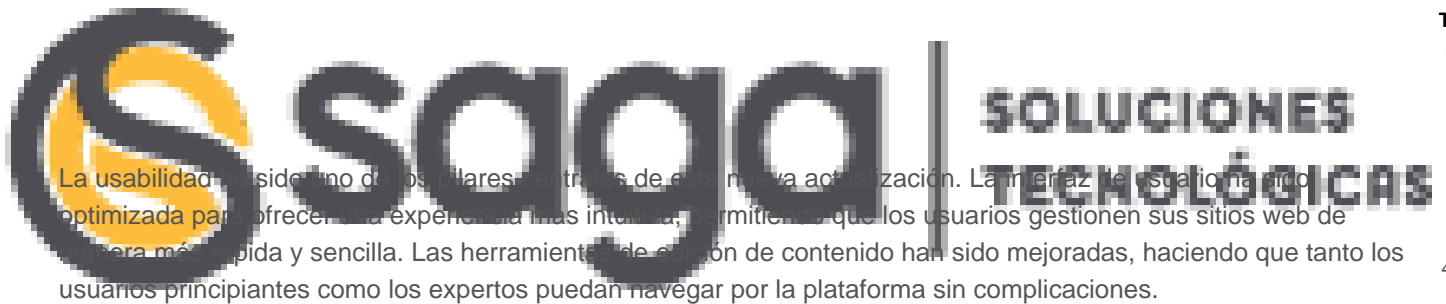 saga
SOLUCIONES
TECNOLÓGICAS
La usabilidad ha sido uno de los pilares centrales de esta nueva actualización. La interfaz de usuario ha sido
optimizada para ofrecer una experiencia más intuitiva, permitiendo que los usuarios gestionen sus sitios web de
manera más rápida y sencilla. Las herramientas de edición de contenido han sido mejoradas, haciendo que tanto los
usuarios principiantes como los expertos puedan navegar por la plataforma sin complicaciones.